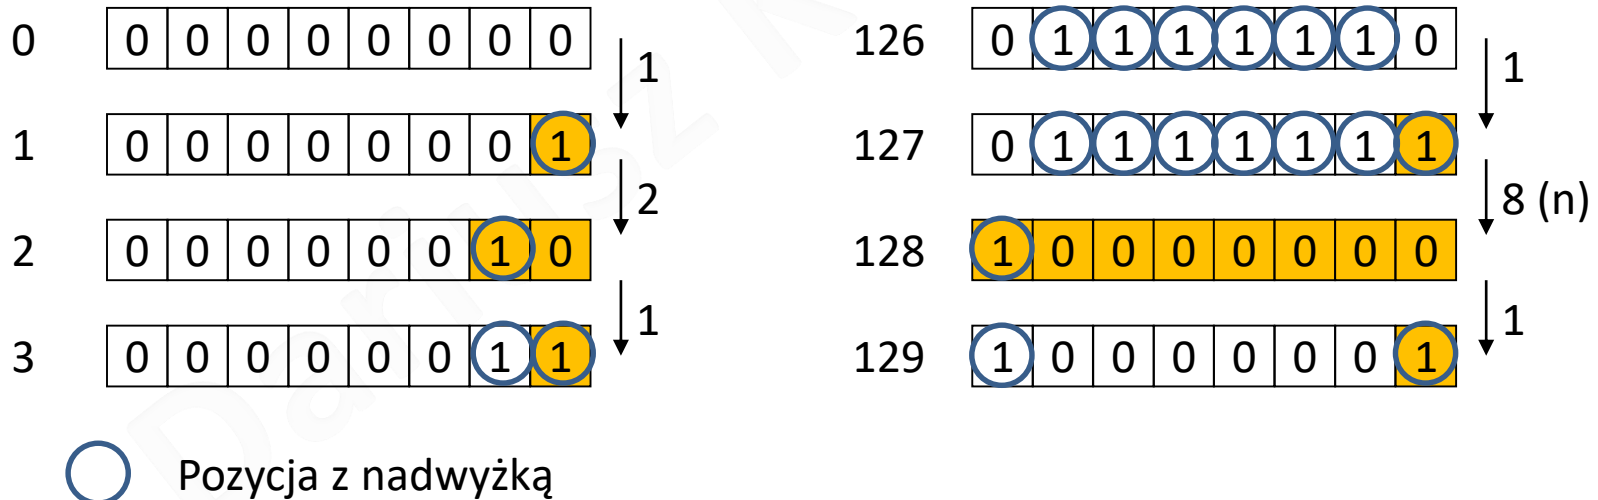 0 0 0 0 0 0 0 0 0
1
1 0 0 0 0 0 0 0 1
2
2 0 0 0 0 0 0 1 0
1
3 0 0 0 0 0 0 1 1
126 0 1 1 1 1 1 1 0
1
127 0 1 1 1 1 1 1 1
8 (n)
128 1 0 0 0 0 0 0 0
1
129 1 0 0 0 0 0 0 1
Pozycja z nadwyżką